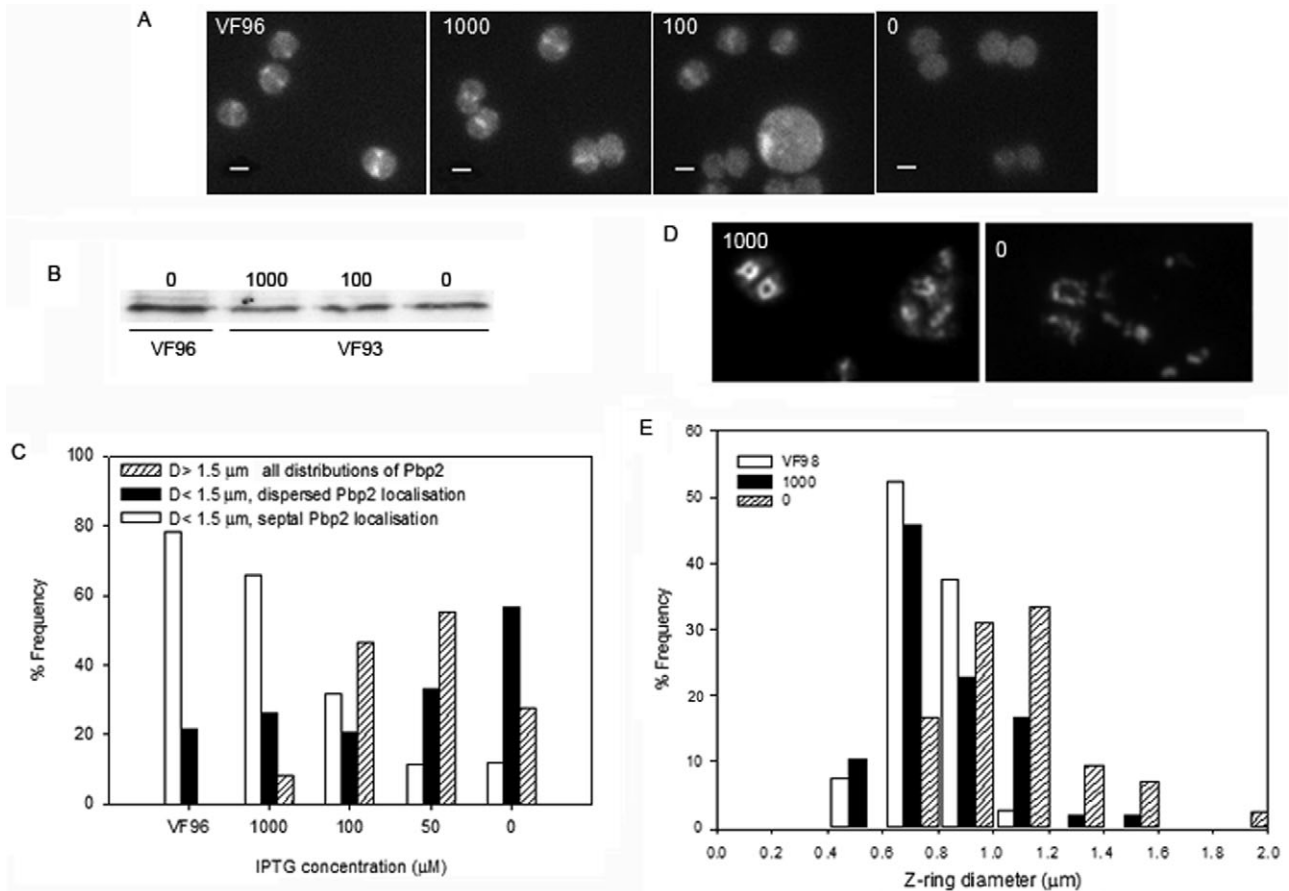 A
VF96
1000
100
0
B
0 1000 100 0
VF96 VF93
D
1000
0
C
D> 1.5 μm all distributions of Pbp2
D< 1.5 μm, dispersed Pbp2 localisation
D< 1.5 μm, septal Pbp2 localisation
100
80
60
40
20
0
% Frequency
VF96 1000 100 50 0
IPTG concentration (μM)
E
VF98
1000
0
60
50
40
30
20
10
0
% Frequency
0.0 0.2 0.4 0.6 0.8 1.0 1.2 1.4 1.6 1.8 2.0
Z-ring diameter (μm)